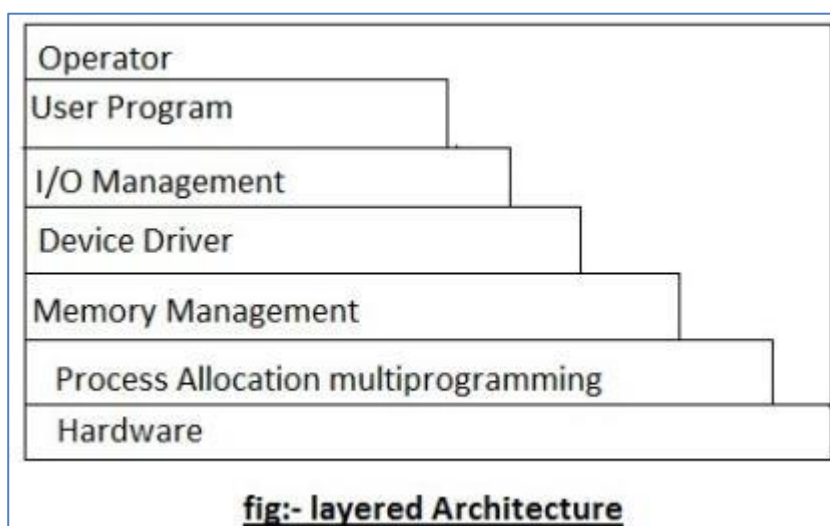 Operator
User Program
I/O Management
Device Driver
Memory Management
Process Allocation multiprogramming
Hardware
fig:- layered Architecture